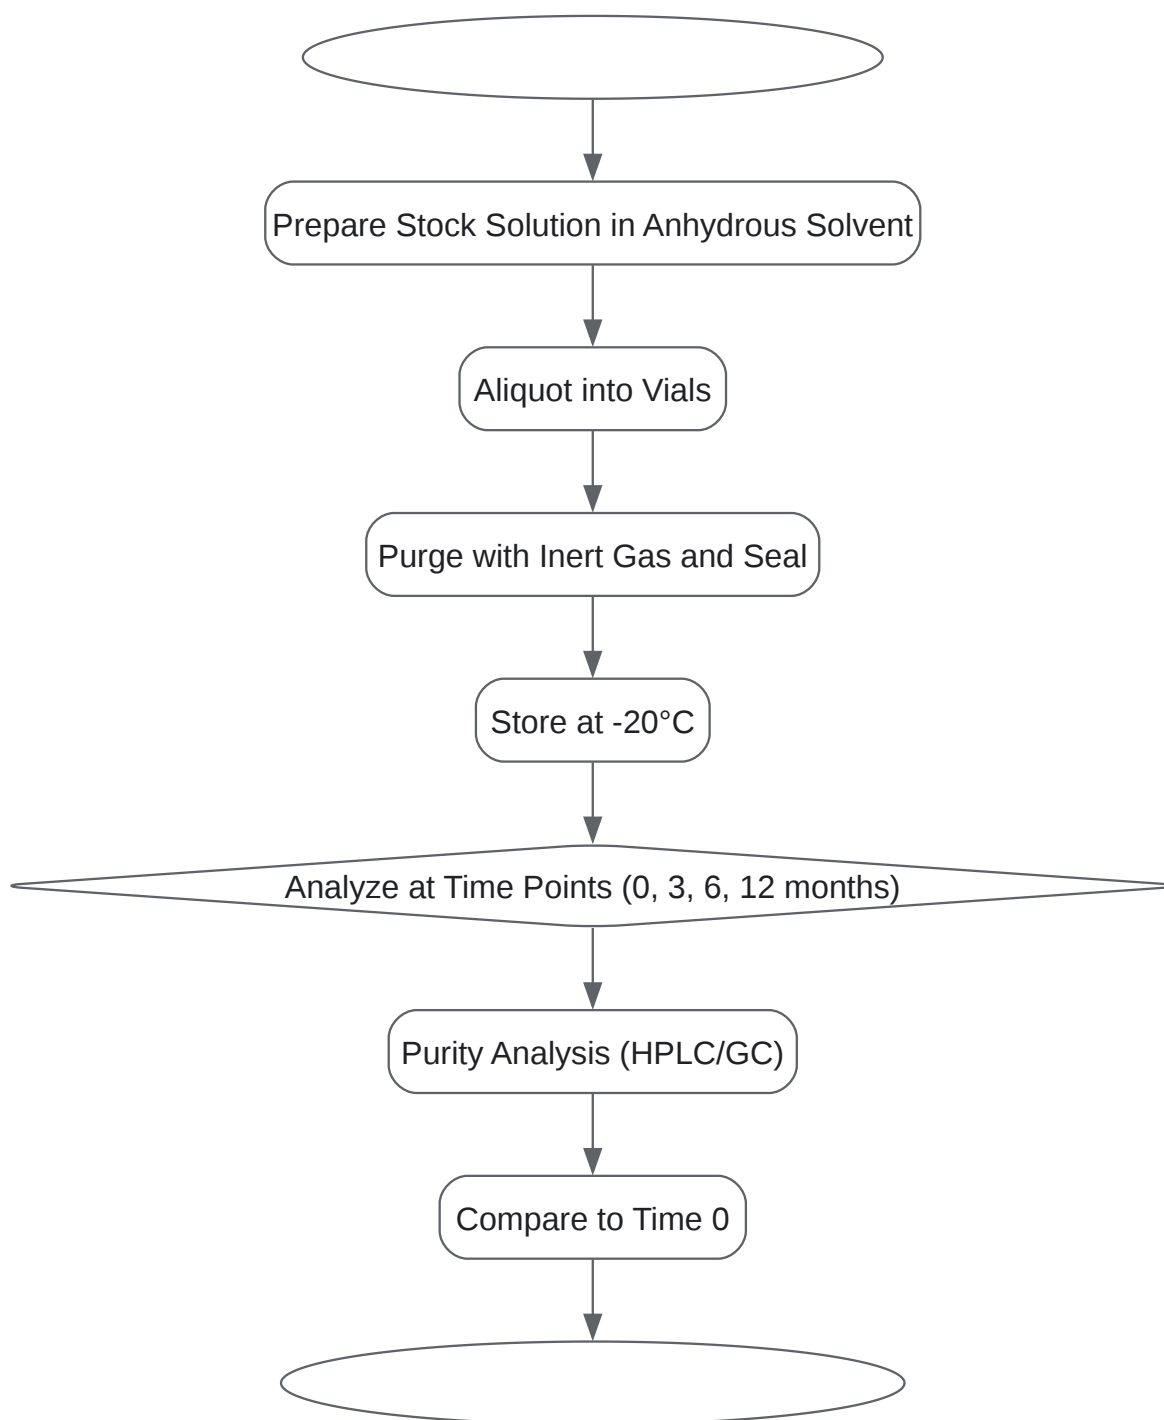 Prepare Stock Solution in Anhydrous Solvent
Aliquot into Vials
Purge with Inert Gas and Seal
Store at -20°C
Analyze at Time Points (0, 3, 6, 12 months)
Purity Analysis (HPLC/GC)
Compare to Time 0